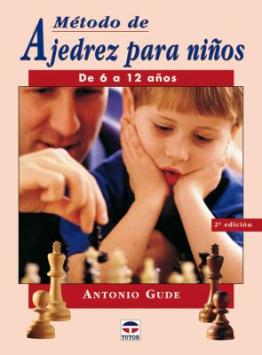 Método de
Ajedrez para niños
De 6 a 12 años
2ª edición
ANTONIO GUDE
TUTOR